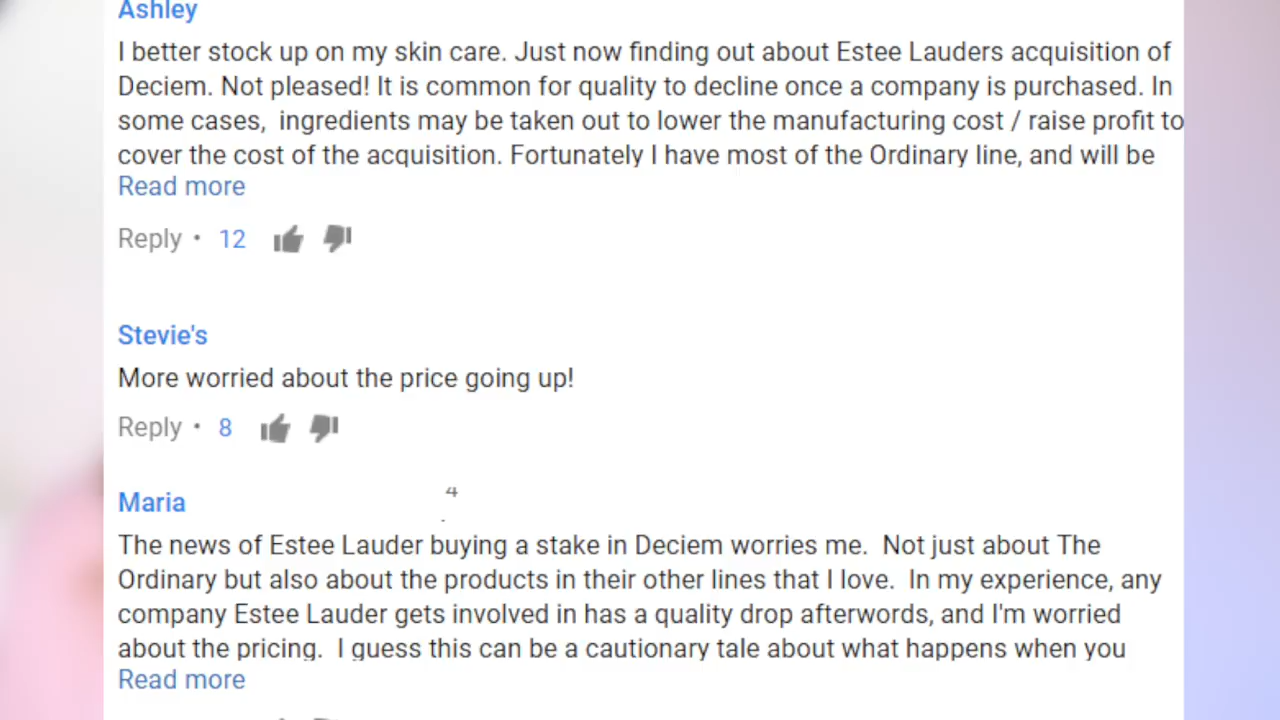 Ashley
I better stock up on my skin care. Just now finding out about Estee Lauders acquisition of
Deciem. Not pleased! It is common for quality to decline once a company is purchased. In
some cases,  ingredients may be taken out to lower the manufacturing cost / raise profit to
cover the cost of the acquisition. Fortunately I have most of the Ordinary line, and will be
Read more
Reply • 12
Stevie's
More worried about the price going up!
Reply • 8
Maria
4
The news of Estee Lauder buying a stake in Deciem worries me.  Not just about The
Ordinary but also about the products in their other lines that I love.  In my experience, any
company Estee Lauder gets involved in has a quality drop afterwords, and I'm worried
about the pricing.  I guess this can be a cautionary tale about what happens when you
Read more